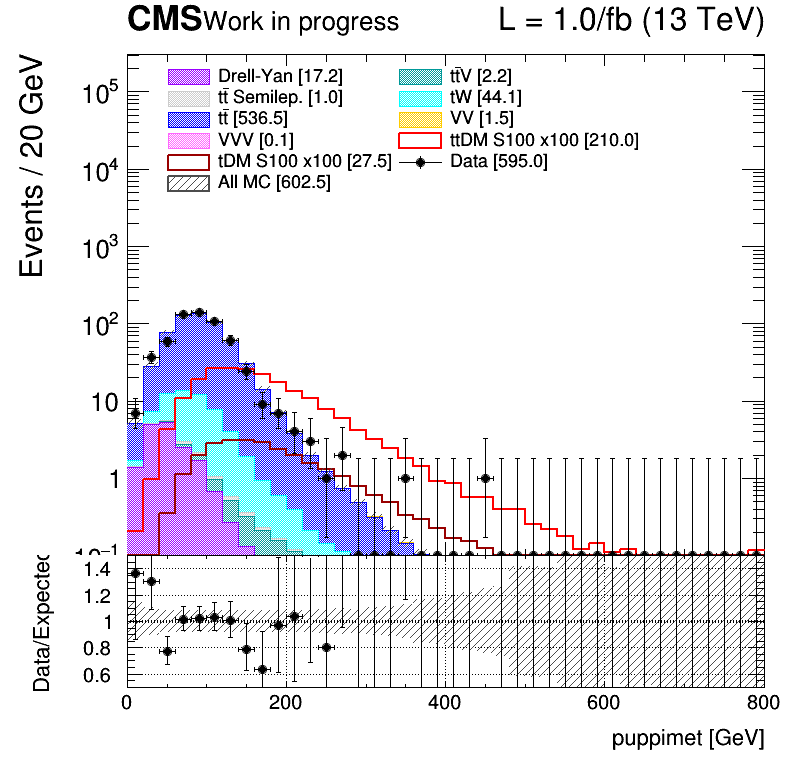 CMS Work in progress L = 1.0/fb (13 TeV)
Events / 20 GeV
Drell-Yan [17.2] tt̄V [2.2]
tt̄ Semilep. [1.0] tW [44.1]
tt̄ [536.5] VV [1.5]
VVV [0.1] ttDM S100 x100 [210.0]
tDM S100 x100 [27.5] Data [595.0]
All MC [602.5]
10⁵
10⁴
10³
10²
10
1
10⁻¹
Data/Expected
1.4
1.2
1
0.8
0.6
0 200 400 600 800
puppimet [GeV]